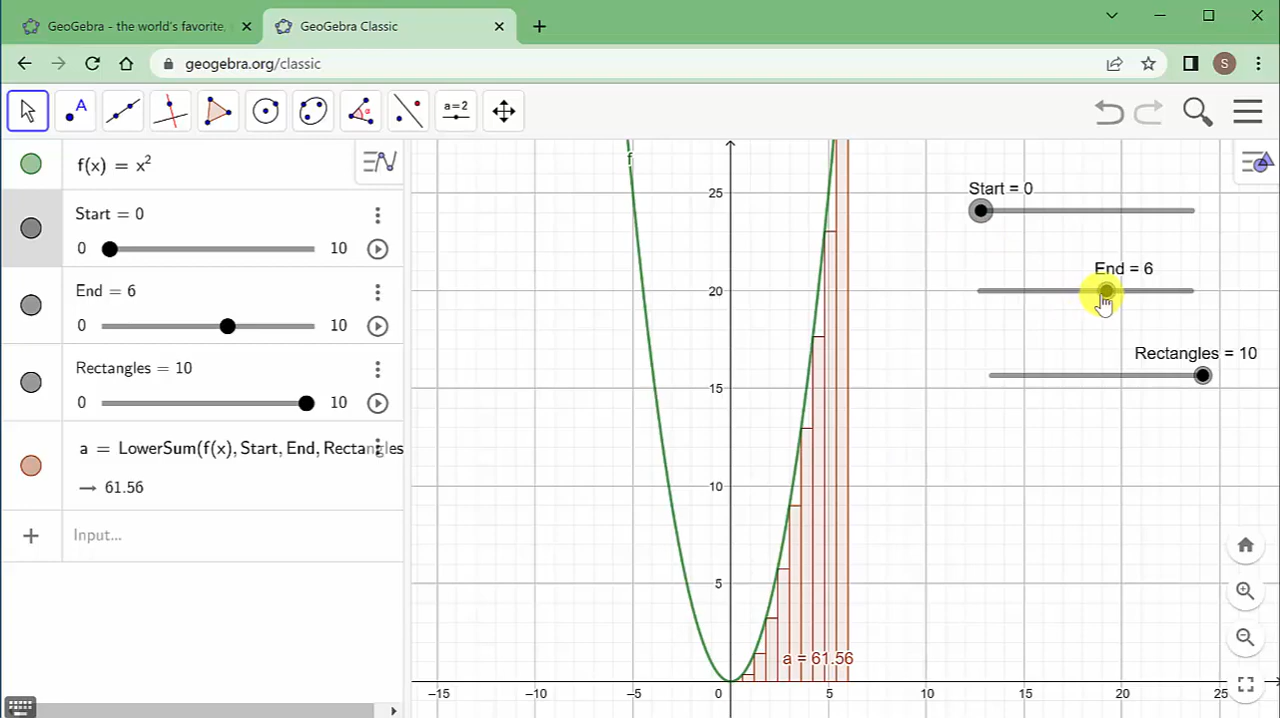 GeoGebra - the world's favorite,
GeoGebra Classic
geogebra.org/classic
S
A
a=2
f(x) = x²
Start = 0
0 10
End = 6
0 10
Rectangles = 10
0 10
a = LowerSum(f(x), Start, End, Rectangles
→ 61.56
Input...
f
25
20
15
10
5
a = 61.56
−15 −10 −5 0 5 10 15 20 25
Start = 0
End = 6
Rectangles = 10